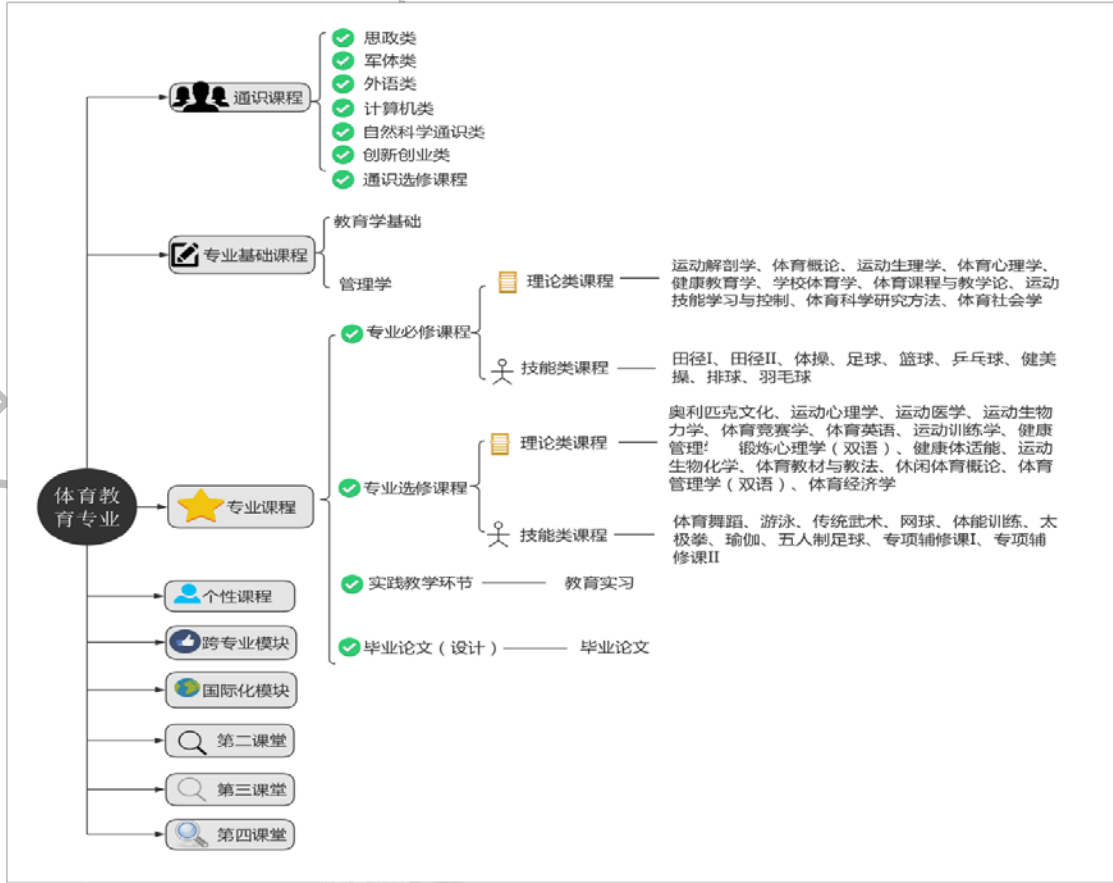 思政类
军体类
外语类
计算机类
自然科学通识类
创新创业类
通识选修课程
通识课程
教育学基础
专业基础课程
管理学
理论类课程
运动解剖学、体育概论、运动生理学、体育心理学、
健康教育学、学校体育学、体育课程与教学论、运动
技能学习与控制、体育科学研究方法、体育社会学
专业必修课程
技能类课程
田径I、田径II、体操、足球、篮球、乒乓球、健美
操、排球、羽毛球
理论类课程
奥利匹克文化、运动心理学、运动医学、运动生物
力学、体育竞赛学、体育英语、运动训练学、健康
管理 锻炼心理学（双语）、健康体适能、运动
生物化学、体育教材与教法、休闲体育概论、体育
管理学（双语）、体育经济学
专业选修课程
技能类课程
体育舞蹈、游泳、传统武术、网球、体能训练、太
极拳、瑜伽、五人制足球、专项辅修课I、专项辅
修课II
体育教
育专业
专业课程
实践教学环节
教育实习
毕业论文（设计）
毕业论文
个性课程
跨专业模块
国际化模块
第二课堂
第三课堂
第四课堂